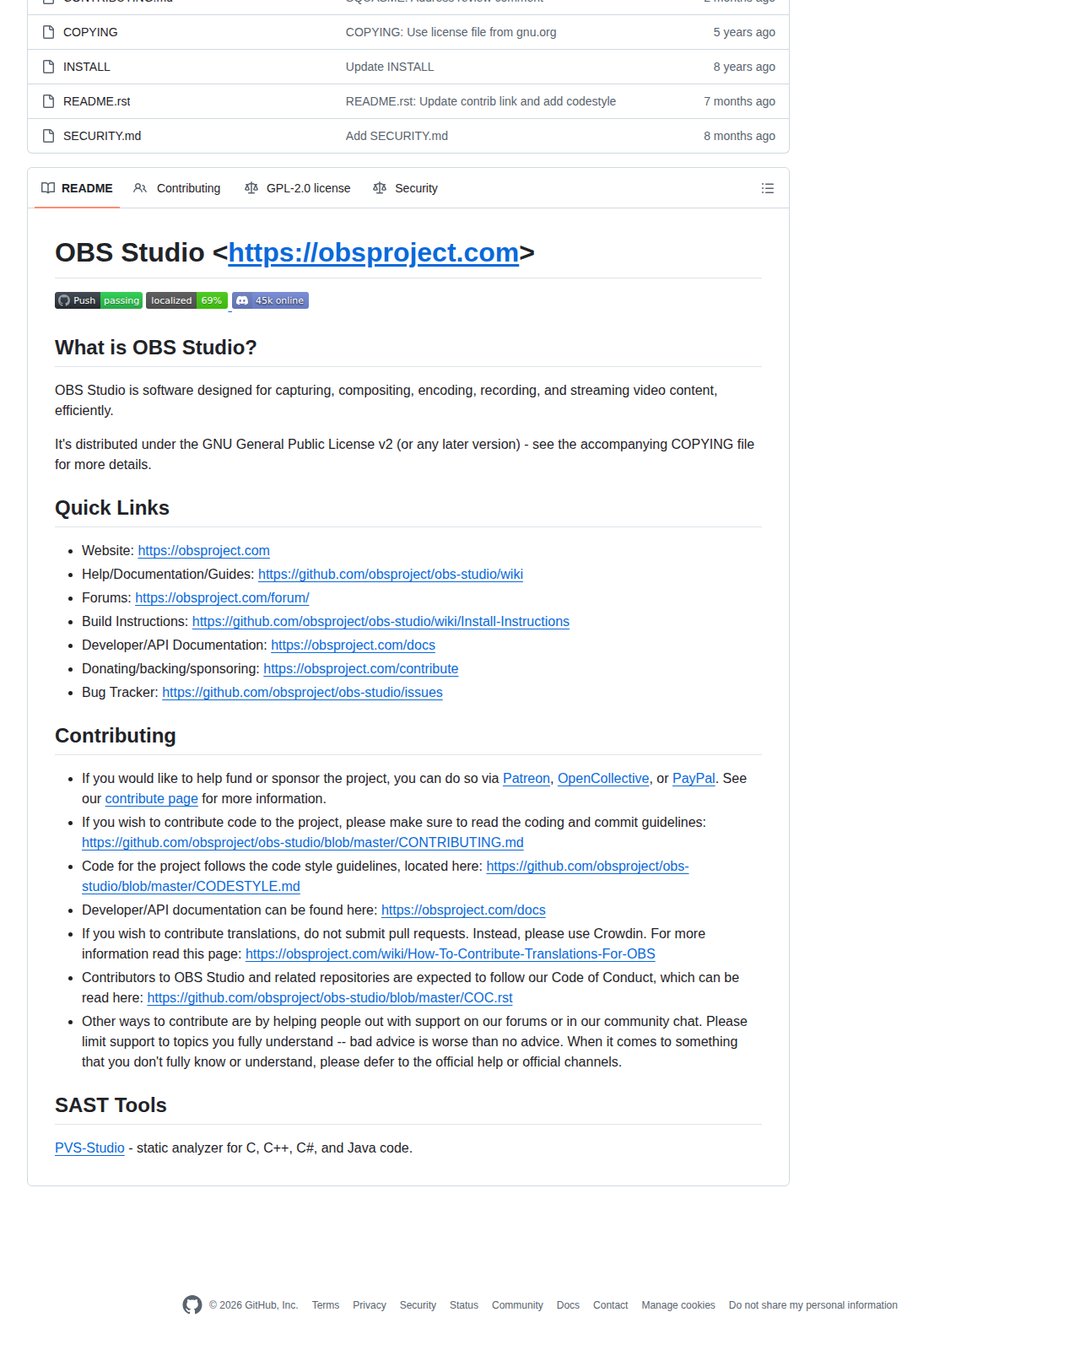 CONTRIBUTING.md SQUASHME: Address review comment 2 months ago
COPYING COPYING: Use license file from gnu.org 5 years ago
INSTALL Update INSTALL 8 years ago
README.rst README.rst: Update contrib link and add codestyle 7 months ago
SECURITY.md Add SECURITY.md 8 months ago
README Contributing GPL-2.0 license Security
OBS Studio <https://obsproject.com>
Push passing localized 69% 45k online
What is OBS Studio?
OBS Studio is software designed for capturing, compositing, encoding, recording, and streaming video content,
efficiently.
It's distributed under the GNU General Public License v2 (or any later version) - see the accompanying COPYING file
for more details.
Quick Links
• Website: https://obsproject.com
• Help/Documentation/Guides: https://github.com/obsproject/obs-studio/wiki
• Forums: https://obsproject.com/forum/
• Build Instructions: https://github.com/obsproject/obs-studio/wiki/Install-Instructions
• Developer/API Documentation: https://obsproject.com/docs
• Donating/backing/sponsoring: https://obsproject.com/contribute
• Bug Tracker: https://github.com/obsproject/obs-studio/issues
Contributing
• If you would like to help fund or sponsor the project, you can do so via Patreon, OpenCollective, or PayPal. See
our contribute page for more information.
• If you wish to contribute code to the project, please make sure to read the coding and commit guidelines:
https://github.com/obsproject/obs-studio/blob/master/CONTRIBUTING.md
• Code for the project follows the code style guidelines, located here: https://github.com/obsproject/obs-
studio/blob/master/CODESTYLE.md
• Developer/API documentation can be found here: https://obsproject.com/docs
• If you wish to contribute translations, do not submit pull requests. Instead, please use Crowdin. For more
information read this page: https://obsproject.com/wiki/How-To-Contribute-Translations-For-OBS
• Contributors to OBS Studio and related repositories are expected to follow our Code of Conduct, which can be
read here: https://github.com/obsproject/obs-studio/blob/master/COC.rst
• Other ways to contribute are by helping people out with support on our forums or in our community chat. Please
limit support to topics you fully understand -- bad advice is worse than no advice. When it comes to something
that you don't fully know or understand, please defer to the official help or official channels.
SAST Tools
PVS-Studio - static analyzer for C, C++, C#, and Java code.
© 2026 GitHub, Inc. Terms Privacy Security Status Community Docs Contact Manage cookies Do not share my personal information